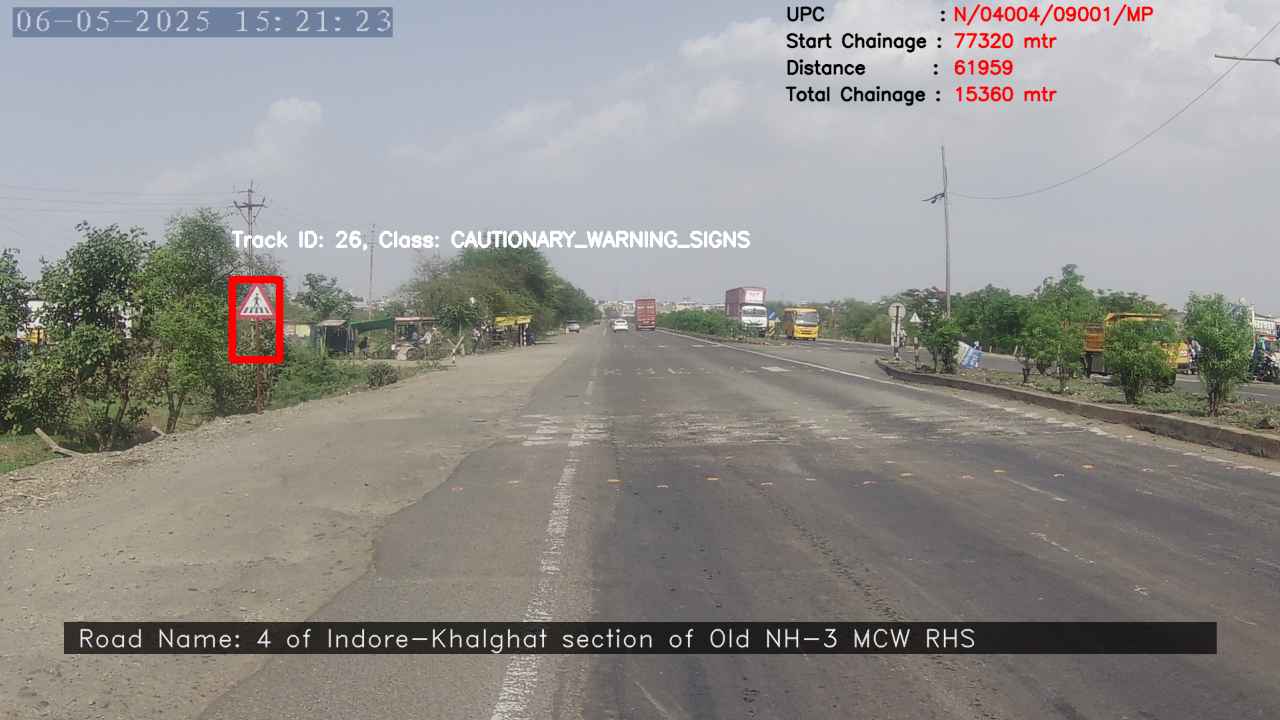 06-05-2025 15:21:23
UPC : N/04004/09001/MP
Start Chainage : 77320 mtr
Distance : 61959
Total Chainage : 15360 mtr
Track ID: 26, Class: CAUTIONARY_WARNING_SIGNS
Road Name: 4 of Indore-Khalghat section of Old NH-3 MCW RHS